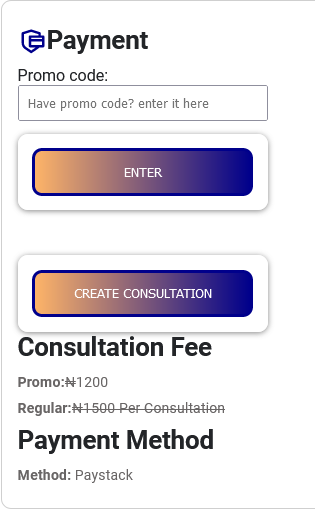 Payment
Promo code:
Have promo code? enter it here
ENTER
CREATE CONSULTATION
Consultation Fee
Promo:₦1200
Regular:₦1500 Per Consultation
Payment Method
Method: Paystack